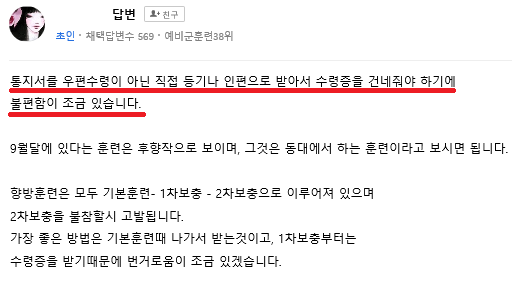 답변 친구
초인 · 채택답변수 569 · 예비군훈련38위
통지서를 우편수령이 아닌 직접 등기나 인편으로 받아서 수령증을 건네줘야 하기에
불편함이 조금 있습니다.
9월달에 있다는 훈련은 후향작으로 보이며, 그것은 동대에서 하는 훈련이라고 보시면 됩니다.
향방훈련은 모두 기본훈련- 1차보충 - 2차보충으로 이루어져 있으며
2차보충을 불참할시 고발됩니다.
가장 좋은 방법은 기본훈련때 나가서 받는것이고, 1차보충부터는
수령증을 받기때문에 번거로움이 조금 있겠습니다.